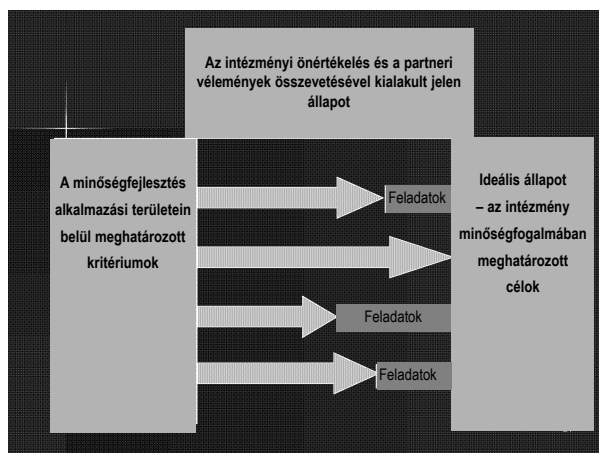 Az intézményi önértékelés és a partneri
vélemények összevetésével kialakult jelen
állapot
A minőségfejlesztés
alkalmazási területein
belül meghatározott
kritériumok
Feladatok
Feladatok
Feladatok
Ideális állapot
– az intézmény
minőségfogalmában
meghatározott
célok